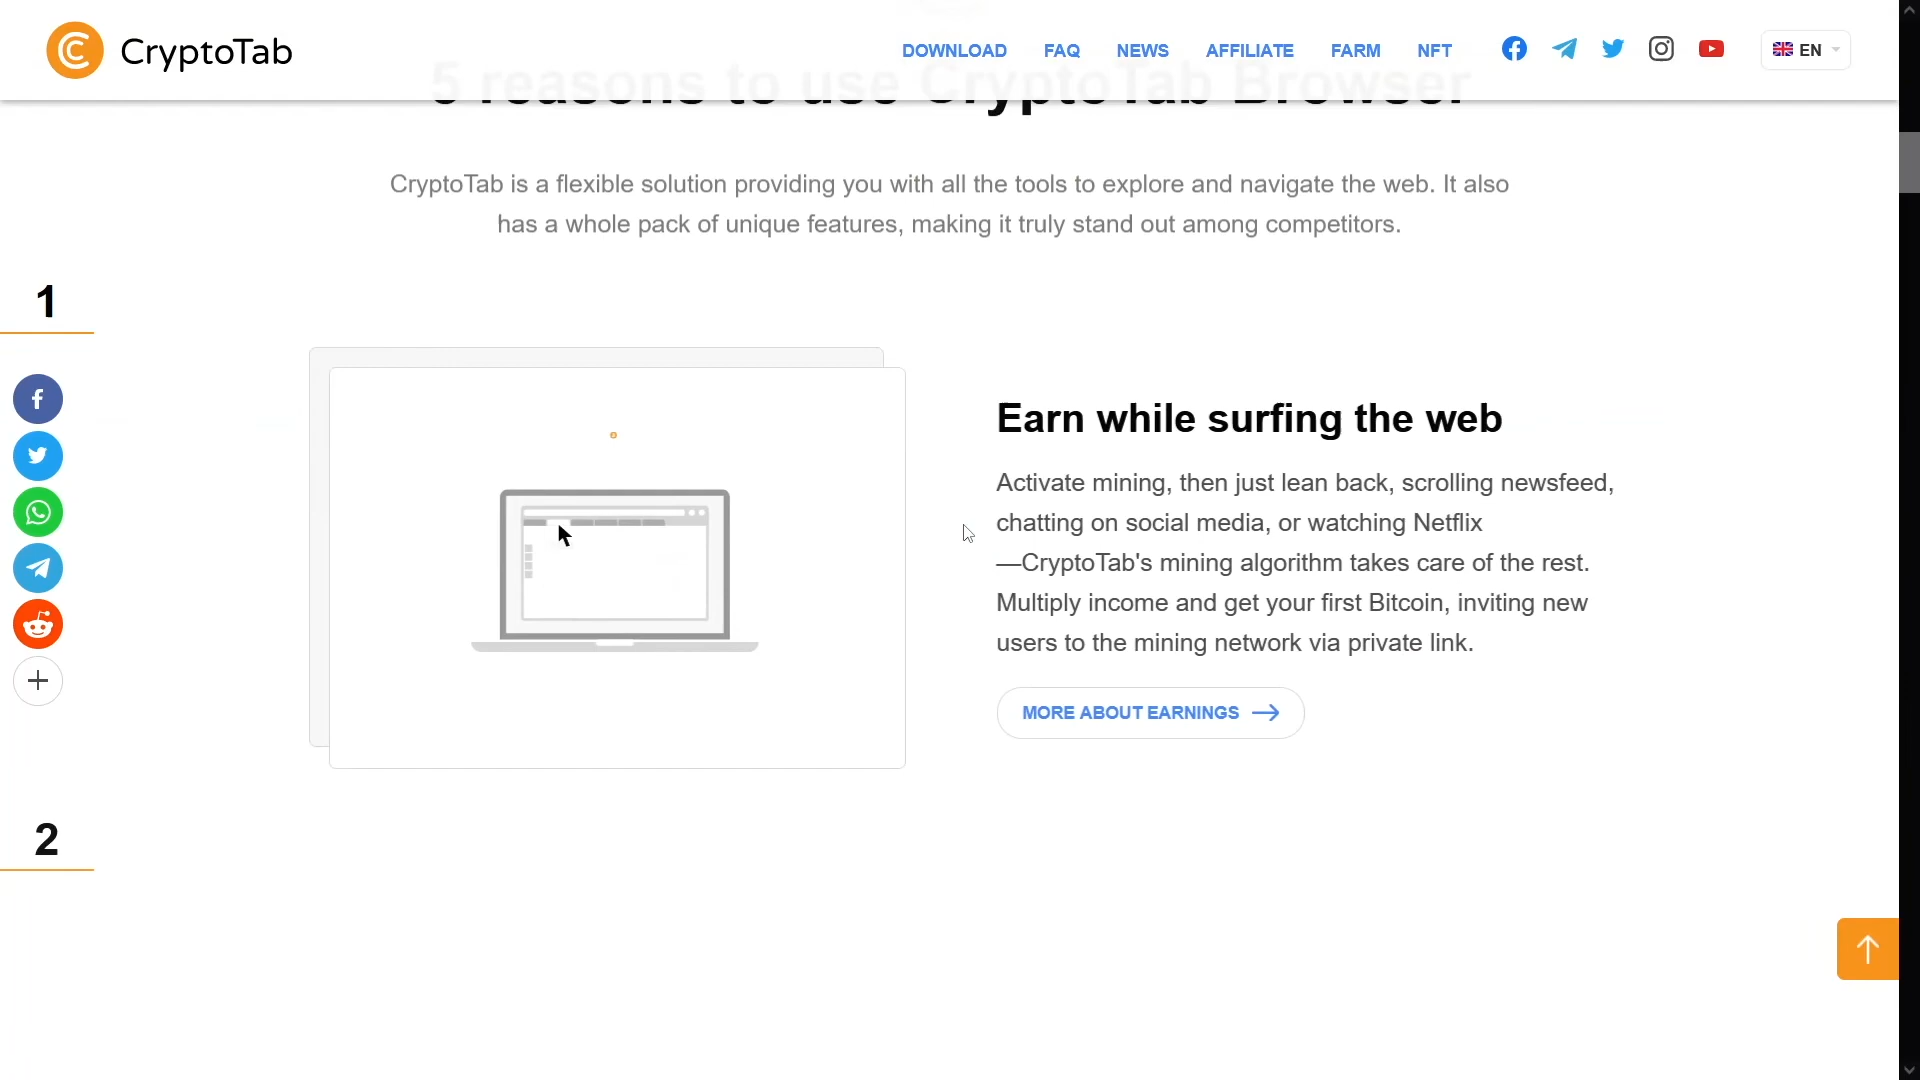 CryptoTab
DOWNLOAD FAQ NEWS AFFILIATE FARM NFT EN
5 reasons to use CryptoTab Browser
CryptoTab is a flexible solution providing you with all the tools to explore and navigate the web. It also
has a whole pack of unique features, making it truly stand out among competitors.
1
Earn while surfing the web
Activate mining, then just lean back, scrolling newsfeed,
chatting on social media, or watching Netflix
—CryptoTab's mining algorithm takes care of the rest.
Multiply income and get your first Bitcoin, inviting new
users to the mining network via private link.
MORE ABOUT EARNINGS
2